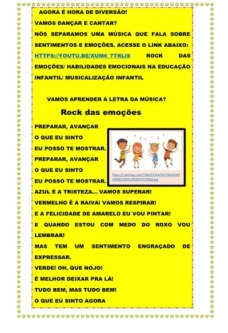 AGORA É HORA DE DIVERSÃO!
VAMOS DANÇAR E CANTAR?
NÓS SEPARAMOS UMA MÚSICA QUE FALA SOBRE
SENTIMENTOS E EMOÇÕES. ACESSE O LINK ABAIXO:
ROCK DAS
EMOÇÕES/ HABILIDADES EMOCIONAIS NA EDUCAÇÃO
INFANTIL/ MUSICALIZAÇÃO INFANTIL
VAMOS APRENDER A LETRA DA MÚSICA?
Rock das emoções
PREPARAR, AVANÇAR
O QUE EU SINTO
EU POSSO TE MOSTRAR.
PREPARAR, AVANÇAR
O QUE EU SINTO
EU POSSO TE MOSTRAR.
AZUL É A TRISTEZA... VAMOS SUPERAR!
VERMELHO É A RAIVA! VAMOS RESPIRAR!
E A FELICIDADE DE AMARELO EU VOU PINTAR!
E QUANDO ESTOU COM MEDO DO ROXO VOU
LEMBRAR!
MAS TEM UM SENTIMENTO ENGRAÇADO DE
EXPRESSAR.
VERDE! OH, QUE NOJO!
É MELHOR DEIXAR PRA LÁ!
TUDO BEM, MAS TUDO BEM!
O QUE EU SINTO AGORA